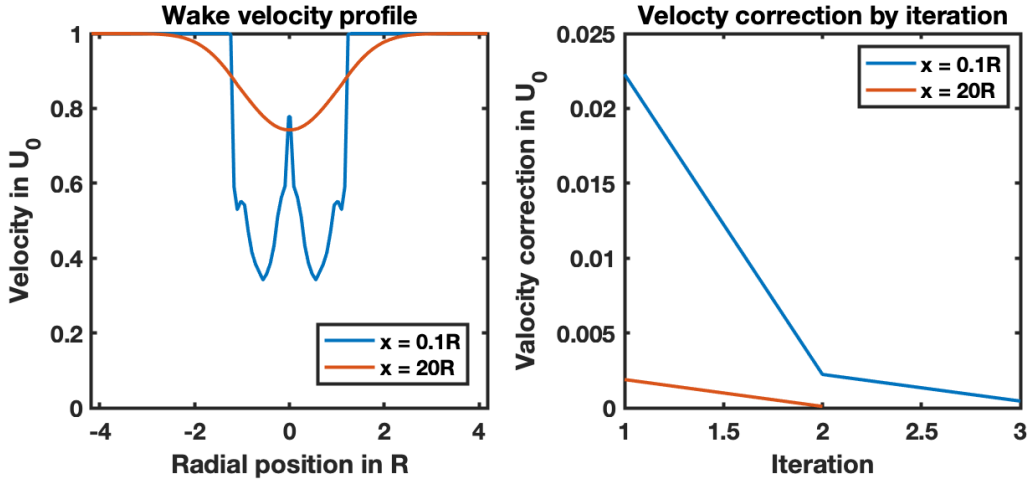 Wake velocity profile
1
0.8
0.6
0.4
0.2
0
-4
-2
0
2
4
Velocity in U0
Radial position in R
x = 0.1R
x = 20R
Velocty correction by iteration
0.025
0.02
0.015
0.01
0.005
0
1
1.5
2
2.5
3
Valocity correction in U0
Iteration
x = 0.1R
x = 20R